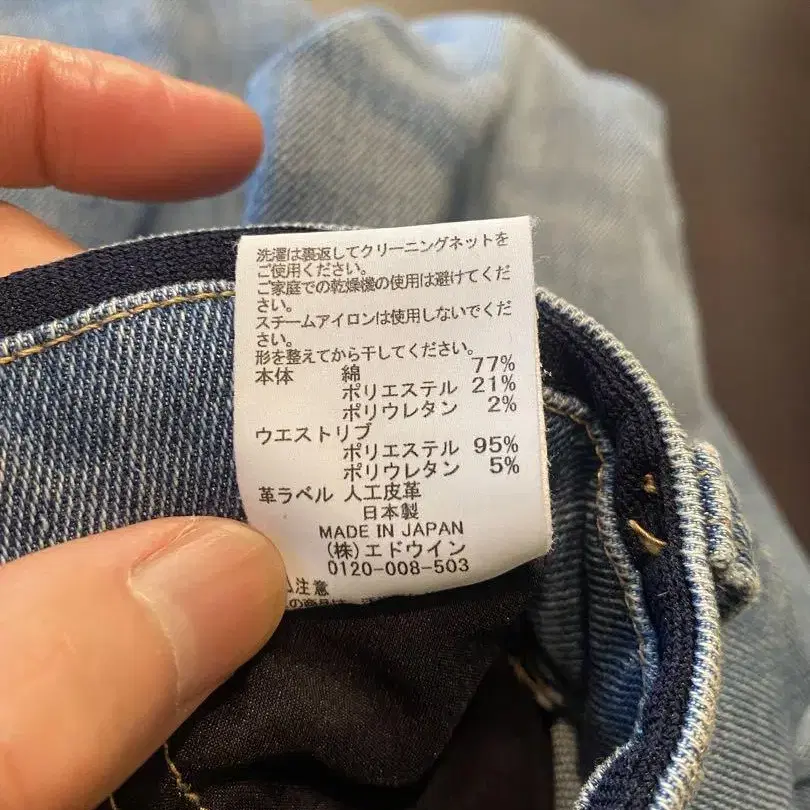 洗濯は裏返してクリーニングネットを
ご使用ください。
ご家庭での乾燥機の使用は避けてくだ
さい。
スチームアイロンは使用しないでくだ
さい。
形を整えてから干してください。
本体 綿 77%
ポリエステル 21%
ポリウレタン 2%
ウエストリブ
ポリエステル 95%
ポリウレタン 5%
革ラベル 人工皮革
日本製
MADE IN JAPAN
(株)エドウイン
0120-008-503
注意
の商品は